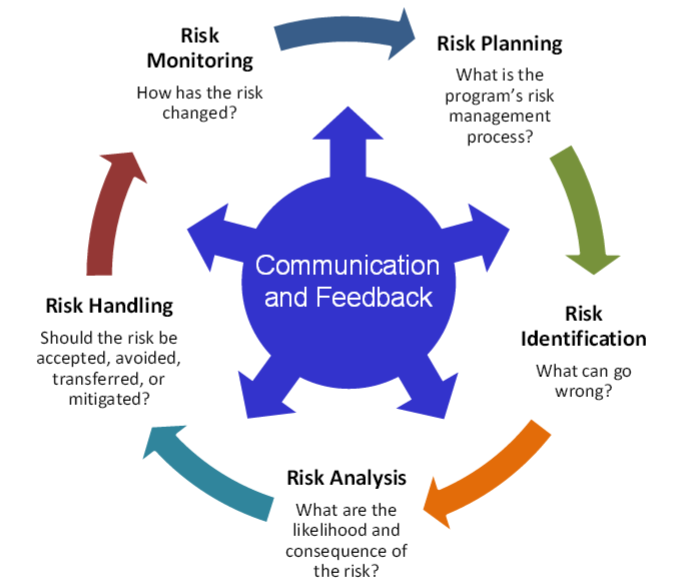 Risk
Monitoring
How has the risk
changed?
Risk Planning
What is the
program’s risk
management
process?
Communication
and Feedback
Risk Handling
Should the risk be
accepted, avoided,
transferred, or
mitigated?
Risk
Identification
What can go
wrong?
Risk Analysis
What are the
likelihood and
consequence of
the risk?